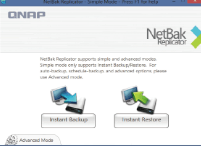 NetBak Replicator - Simple Mode - Press F1 for help
QNAP
NetBak
Replicator
NetBak Replicator supports simple and advanced modes.
Simple mode only supports Instant Backup/Restore. For
auto-backup, schedule-backup and advanced options, please
use Advanced Mode.
Instant Backup
Instant Restore
Advanced Mode